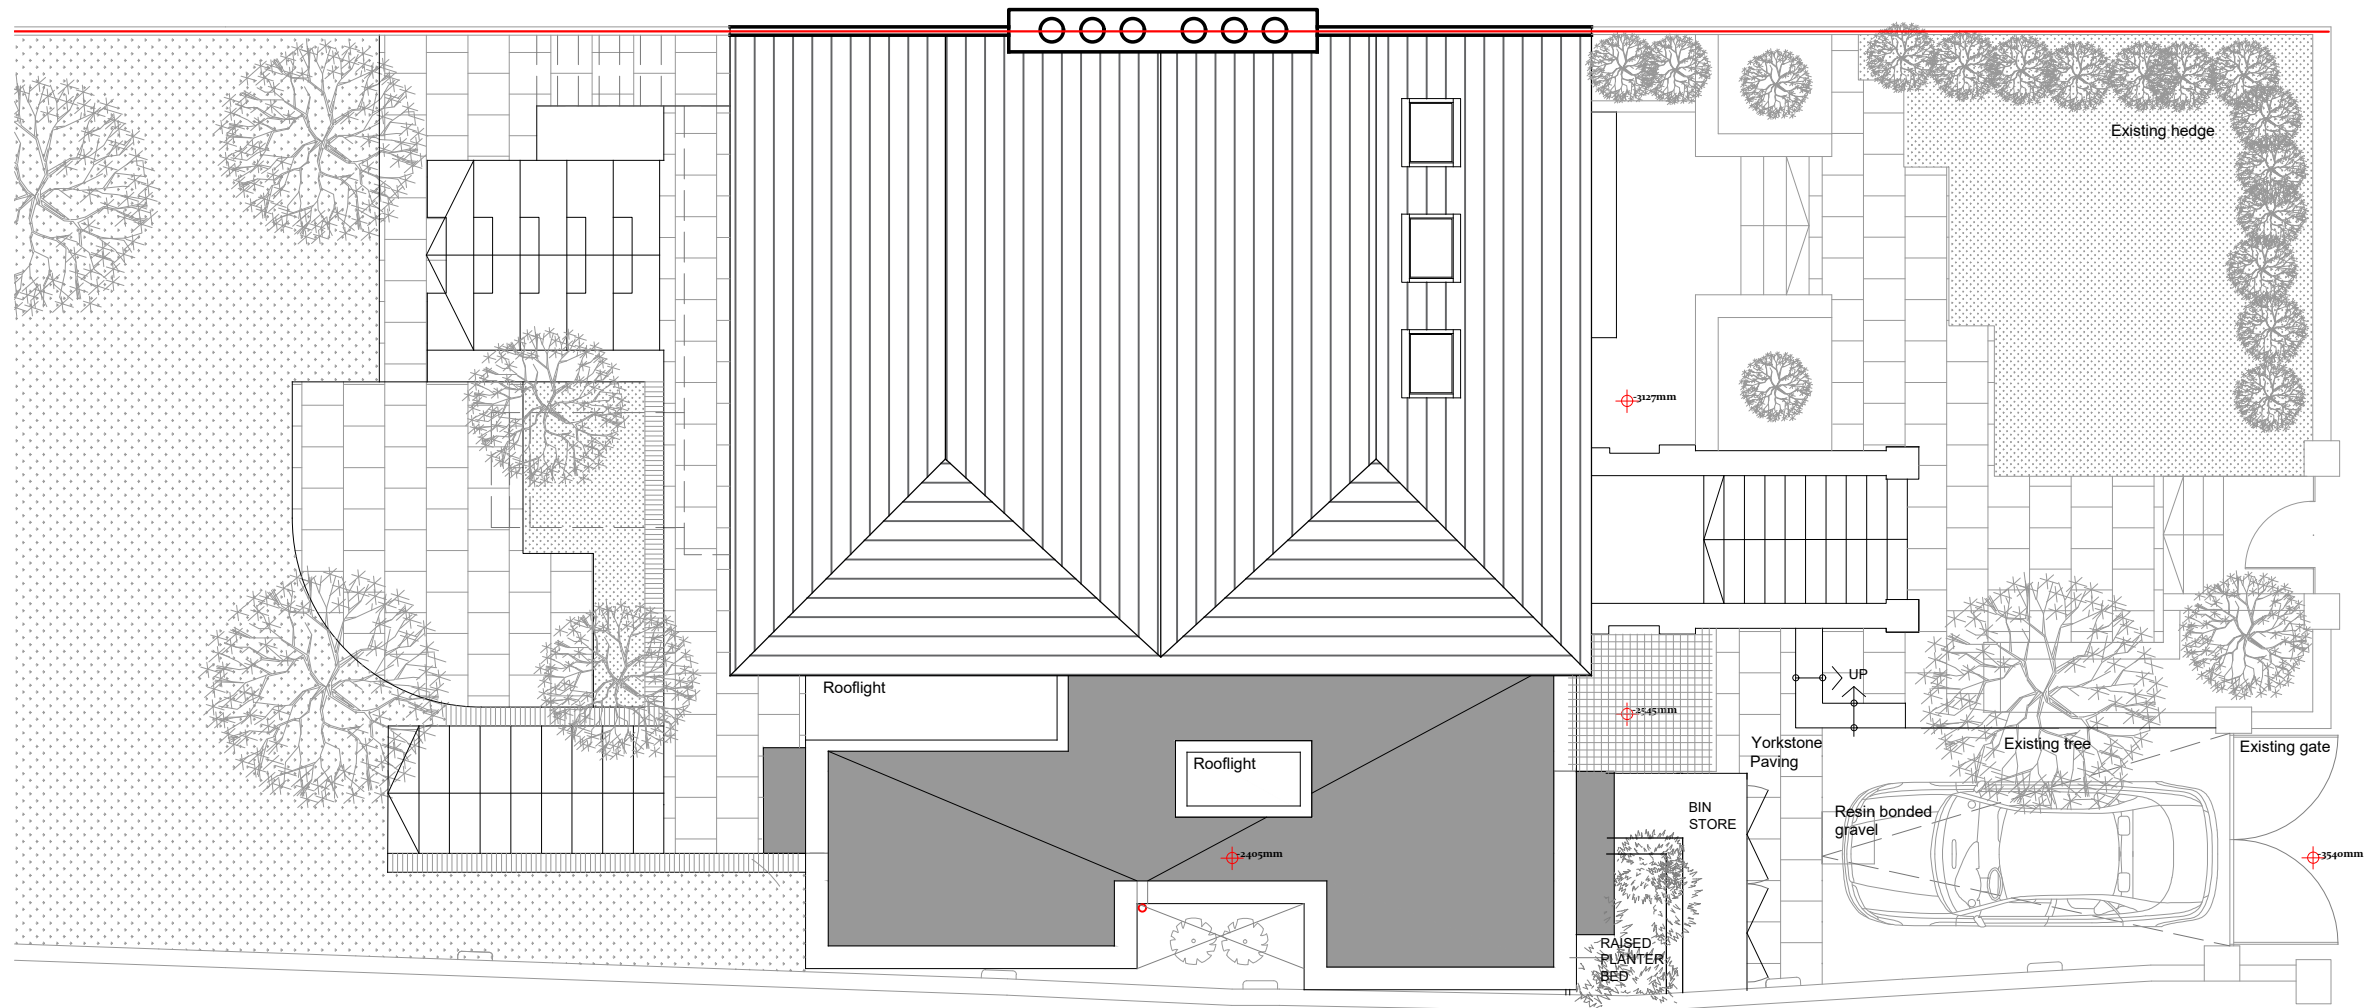 Existing hedge
-3127mm
UP
Rooflight
-2545mm
Yorkstone
Paving
Existing tree
Existing gate
Rooflight
BIN
STORE
Resin bonded
gravel
-2405mm
-3540mm
RAISED
PLANTER
BED